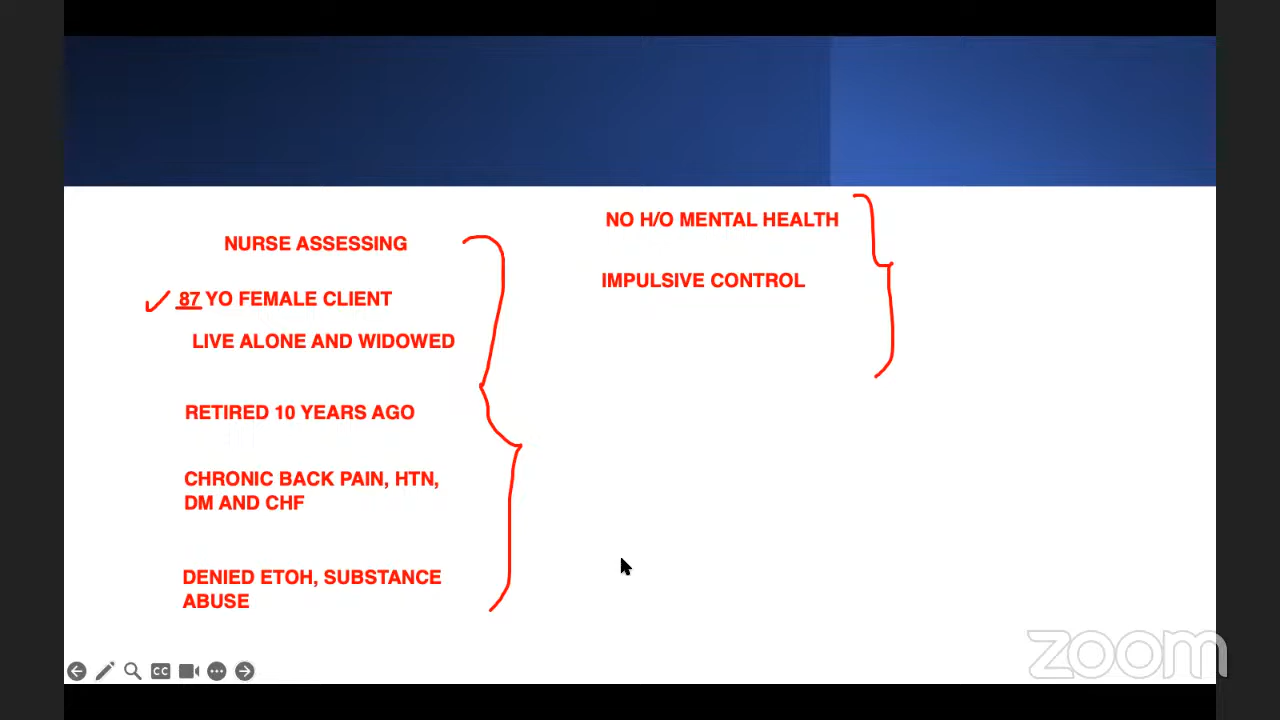 NURSE ASSESSING
87 YO FEMALE CLIENT
LIVE ALONE AND WIDOWED
RETIRED 10 YEARS AGO
CHRONIC BACK PAIN, HTN,
DM AND CHF
DENIED ETOH, SUBSTANCE
ABUSE
NO H/O MENTAL HEALTH
IMPULSIVE CONTROL
CC
zoom